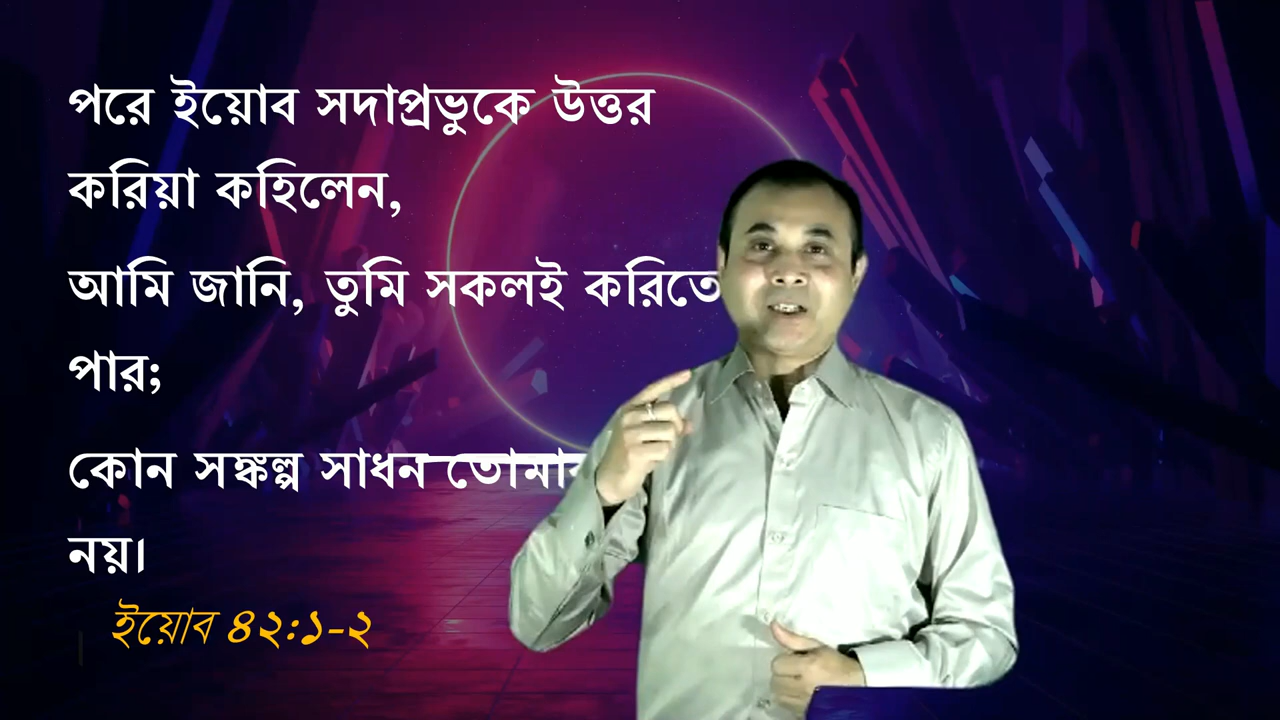 পরে ইয়োব সদাপ্রভুকে উত্তর
করিয়া কহিলেন,
আমি জানি, তুমি সকলই করিতে
পার;
কোন সঙ্কল্প সাধন
নয়।
ইয়োব ৪২:১-২